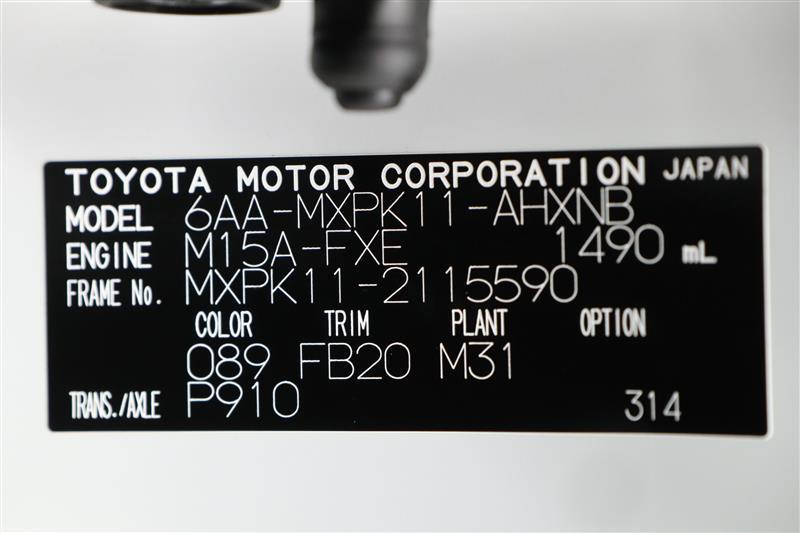 TOYOTA MOTOR CORPORATION JAPAN
MODEL 6AA-MXPK11-AHXNB
ENGINE M15A-FXE 1490 mL
FRAME No. MXPK11-2115590
COLOR TRIM PLANT OPTION
089 FB20 M31
TRANS./AXLE P910 314